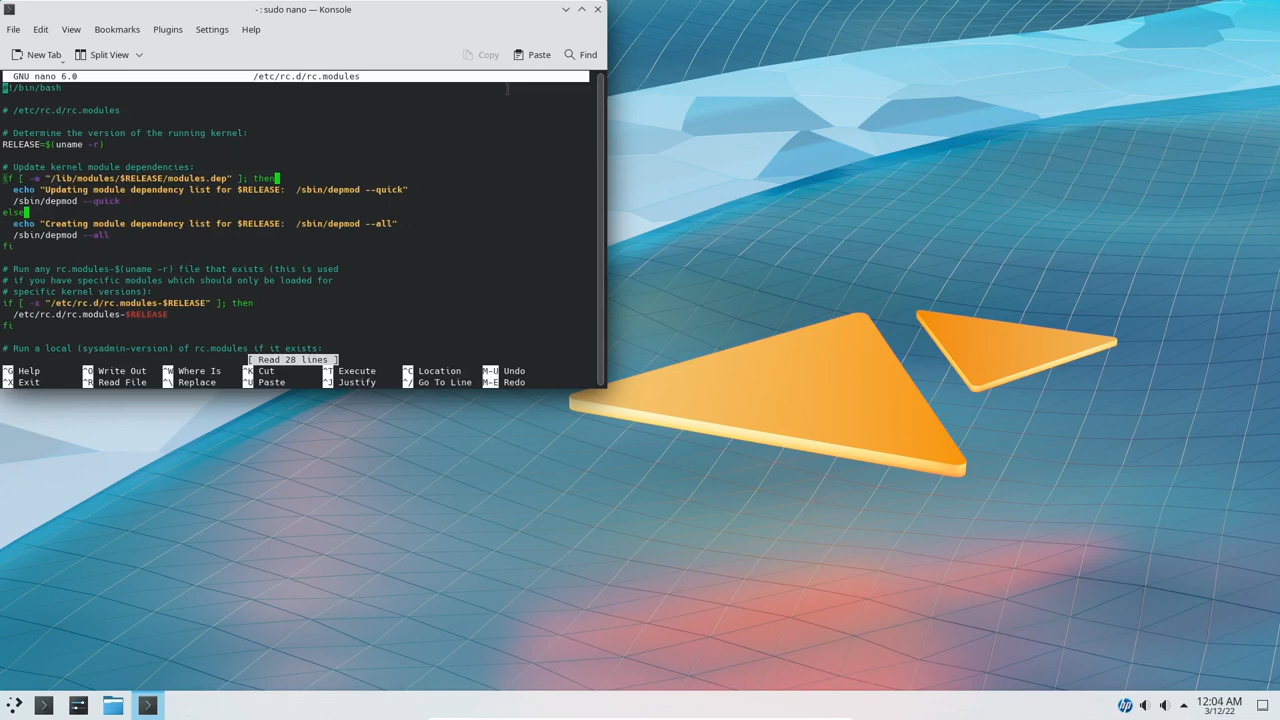 - : sudo nano — Konsole
File Edit View Bookmarks Plugins Settings Help
New Tab Split View Copy Paste Find
GNU nano 6.0 /etc/rc.d/rc.modules
#!/bin/bash
# /etc/rc.d/rc.modules
# Determine the version of the running kernel:
RELEASE=$(uname -r)
# Update kernel module dependencies:
if [ -e "/lib/modules/$RELEASE/modules.dep" ]; then
echo "Updating module dependency list for $RELEASE:  /sbin/depmod --quick"
/sbin/depmod --quick
else
echo "Creating module dependency list for $RELEASE:  /sbin/depmod --all"
/sbin/depmod --all
fi
# Run any rc.modules-$(uname -r) file that exists (this is used
# if you have specific modules which should only be loaded for
# specific kernel versions):
if [ -x "/etc/rc.d/rc.modules-$RELEASE" ]; then
/etc/rc.d/rc.modules-$RELEASE
fi
# Run a local (sysadmin-version) of rc.modules if it exists:
[ Read 28 lines ]
^G Help ^O Write Out ^W Where Is ^K Cut ^T Execute ^C Location M-U Undo
^X Exit ^R Read File ^\ Replace ^U Paste ^J Justify ^/ Go To Line M-E Redo
hp
12:04 AM
3/12/22